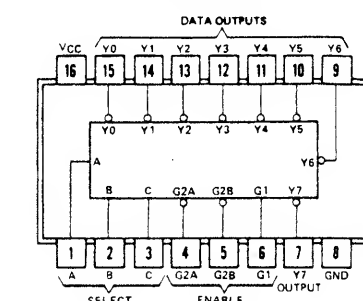 DATA OUTPUTS
VCC Y0 Y1 Y2 Y3 Y4 Y5 Y6
16 15 14 13 12 11 10 9
Y0 Y1 Y2 Y3 Y4 Y5
A Y6
B C G2A G2B G1 Y7
1 2 3 4 5 6 7 8
A B C G2A G2B G1 Y7 GND
SELECT ENABLE OUTPUT